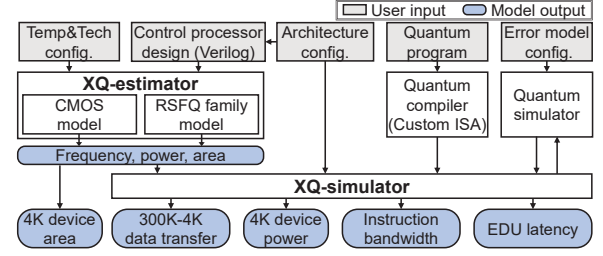 User input
Model output
Temp&Tech
config.
Control processor
design (Verilog)
Architecture
config.
Quantum
program
Error model
config.
XQ-estimator
CMOS
model
RSFQ family
model
Quantum
compiler
(Custom ISA)
Quantum
simulator
Frequency, power, area
XQ-simulator
4K device
area
300K-4K
data transfer
4K device
power
Instruction
bandwidth
EDU latency